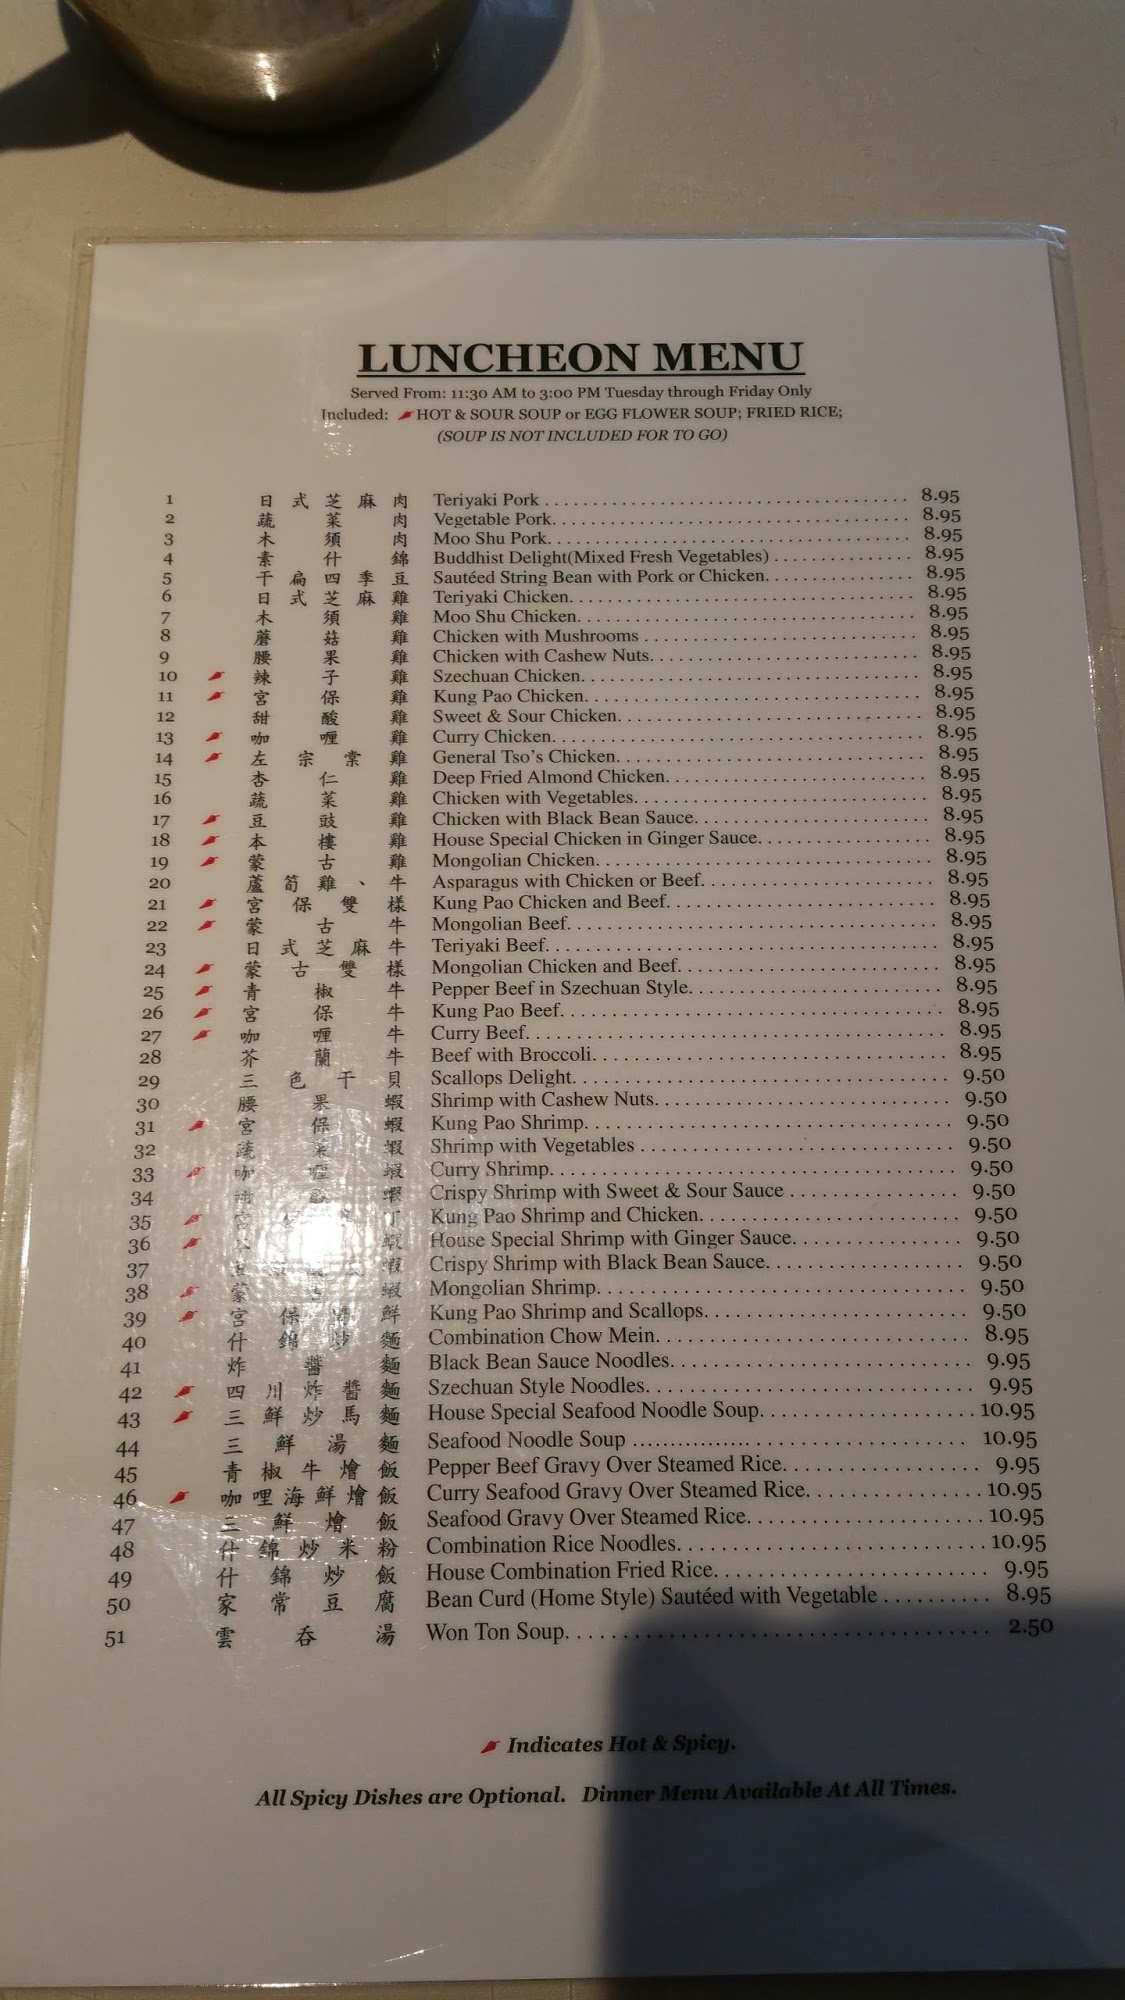 LUNCHEON MENU
Served From: 11:30 AM to 3:00 PM Tuesday through Friday Only
Included: HOT & SOUR SOUP or EGG FLOWER SOUP; FRIED RICE;
(SOUP IS NOT INCLUDED FOR TO GO)
1 日式芝麻肉 Teriyaki Pork 8.95
2 蔬菜肉 Vegetable Pork 8.95
3 木須肉 Moo Shu Pork 8.95
4 素什錦 Buddhist Delight(Mixed Fresh Vegetables) 8.95
5 干扁四季豆 Sautéed String Bean with Pork or Chicken 8.95
6 日式芝麻雞 Teriyaki Chicken 8.95
7 木須雞 Moo Shu Chicken 8.95
8 蘑菇雞 Chicken with Mushrooms 8.95
9 腰果雞 Chicken with Cashew Nuts 8.95
10 辣子雞 Szechuan Chicken 8.95
11 宮保雞 Kung Pao Chicken 8.95
12 甜酸雞 Sweet & Sour Chicken 8.95
13 咖喱雞 Curry Chicken 8.95
14 左宗棠雞 General Tso's Chicken 8.95
15 杏仁雞 Deep Fried Almond Chicken 8.95
16 蔬菜雞 Chicken with Vegetables 8.95
17 豆豉雞 Chicken with Black Bean Sauce 8.95
18 本樓雞 House Special Chicken in Ginger Sauce 8.95
19 蒙古雞 Mongolian Chicken 8.95
20 蘆筍雞、牛 Asparagus with Chicken or Beef 8.95
21 宮保雙樣 Kung Pao Chicken and Beef 8.95
22 蒙古牛 Mongolian Beef 8.95
23 日式芝麻牛 Teriyaki Beef 8.95
24 蒙古雙樣 Mongolian Chicken and Beef 8.95
25 青椒牛 Pepper Beef in Szechuan Style 8.95
26 宮保牛 Kung Pao Beef 8.95
27 咖喱牛 Curry Beef 8.95
28 芥蘭牛 Beef with Broccoli 8.95
29 三色干貝 Scallops Delight 9.50
30 腰果蝦 Shrimp with Cashew Nuts 9.50
31 宮保蝦 Kung Pao Shrimp 9.50
32 蔬菜蝦 Shrimp with Vegetables 9.50
33 咖喱蝦 Curry Shrimp 9.50
34 蝦 Crispy Shrimp with Sweet & Sour Sauce 9.50
35 Kung Pao Shrimp and Chicken 9.50
36 蝦 House Special Shrimp with Ginger Sauce 9.50
37 蝦 Crispy Shrimp with Black Bean Sauce 9.50
38 蒙古蝦 Mongolian Shrimp 9.50
39 宮保 鮮 Kung Pao Shrimp and Scallops 9.50
40 什錦炒麵 Combination Chow Mein 8.95
41 炸醬麵 Black Bean Sauce Noodles 9.95
42 四川炸醬麵 Szechuan Style Noodles 9.95
43 三鮮炒馬麵 House Special Seafood Noodle Soup 10.95
44 三鮮湯麵 Seafood Noodle Soup 10.95
45 青椒牛燴飯 Pepper Beef Gravy Over Steamed Rice 9.95
46 咖哩海鮮燴飯 Curry Seafood Gravy Over Steamed Rice 10.95
47 三鮮燴飯 Seafood Gravy Over Steamed Rice 10.95
48 什錦炒米粉 Combination Rice Noodles 10.95
49 什錦炒飯 House Combination Fried Rice 9.95
50 家常豆腐 Bean Curd (Home Style) Sautéed with Vegetable 8.95
51 雲吞湯 Won Ton Soup 2.50
Indicates Hot & Spicy.
All Spicy Dishes are Optional. Dinner Menu Available At All Times.